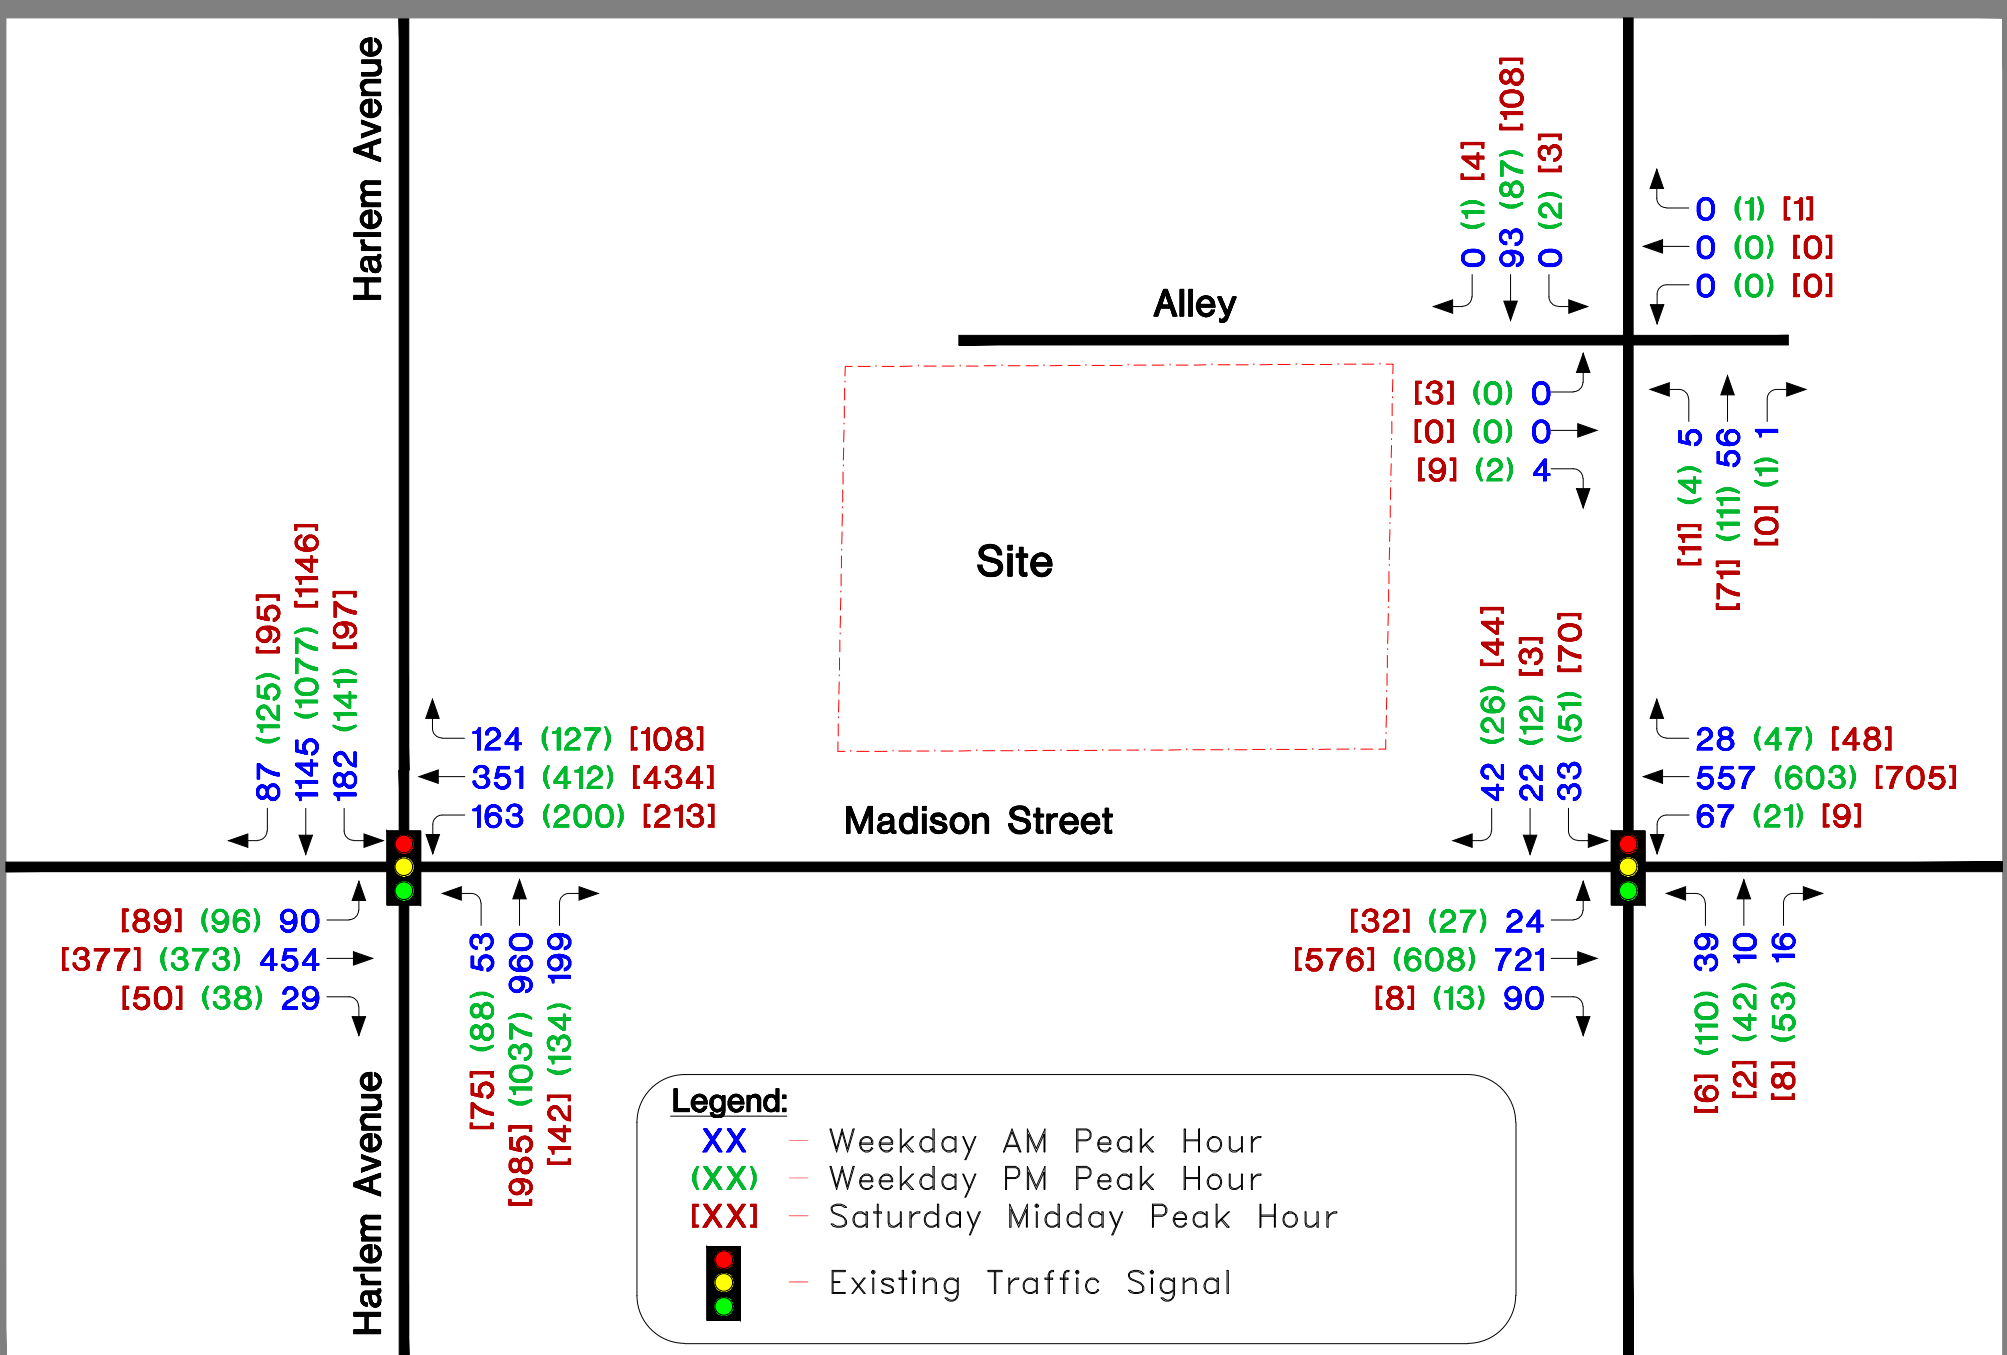 Harlem Avenue
0 (1) [4]
93 (87) [108]
0 (2) [3]
0 (1) [1]
0 (0) [0]
0 (0) [0]
Alley
[3] (0) 0
[0] (0) 0
[9] (2) 4
[11] (4) 5
[71] (111) 56
[0] (1) 1
Site
87 (125) [95]
1145 (1077) [1146]
182 (141) [97]
124 (127) [108]
351 (412) [434]
163 (200) [213]
Madison Street
42 (26) [44]
22 (12) [3]
33 (51) [70]
28 (47) [48]
557 (603) [705]
67 (21) [9]
[89] (96) 90
[377] (373) 454
[50] (38) 29
[75] (88) 53
[985] (1037) 960
[142] (134) 199
[32] (27) 24
[576] (608) 721
[8] (13) 90
[6] (110) 39
[2] (42) 10
[8] (53) 16
Harlem Avenue
Legend:
XX - Weekday AM Peak Hour
(XX) - Weekday PM Peak Hour
[XX] - Saturday Midday Peak Hour
- Existing Traffic Signal